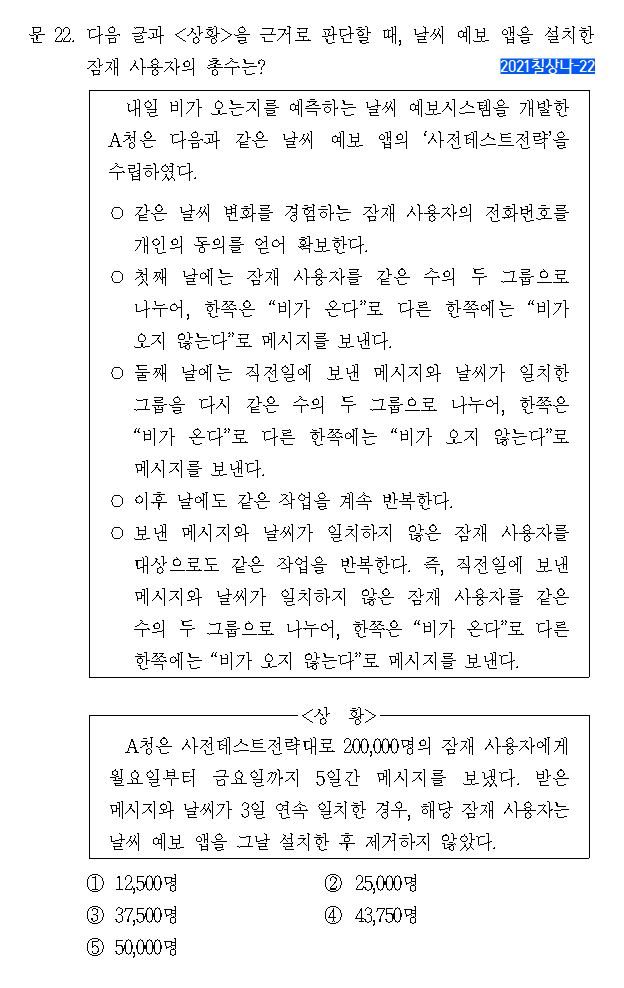 문 22. 다음 글과 <상황>을 근거로 판단할 때, 날씨 예보 앱을 설치한
잠재 사용자의 총수는?
2021칠상나-22
내일 비가 오는지를 예측하는 날씨 예보시스템을 개발한
A청은 다음과 같은 날씨 예보 앱의 ‘사전테스트전략’을
수립하였다.
○ 같은 날씨 변화를 경험하는 잠재 사용자의 전화번호를
개인의 동의를 얻어 확보한다.
○ 첫째 날에는 잠재 사용자를 같은 수의 두 그룹으로
나누어, 한쪽은 “비가 온다”로 다른 한쪽에는 “비가
오지 않는다”로 메시지를 보낸다.
○ 둘째 날에는 직전일에 보낸 메시지와 날씨가 일치한
그룹을 다시 같은 수의 두 그룹으로 나누어, 한쪽은
“비가 온다”로 다른 한쪽에는 “비가 오지 않는다”로
메시지를 보낸다.
○ 이후 날에도 같은 작업을 계속 반복한다.
○ 보낸 메시지와 날씨가 일치하지 않은 잠재 사용자를
대상으로도 같은 작업을 반복한다. 즉, 직전일에 보낸
메시지와 날씨가 일치하지 않은 잠재 사용자를 같은
수의 두 그룹으로 나누어, 한쪽은 “비가 온다”로 다른
한쪽에는 “비가 오지 않는다”로 메시지를 보낸다.
<상 황>
A청은 사전테스트전략대로 200,000명의 잠재 사용자에게
월요일부터 금요일까지 5일간 메시지를 보냈다. 받은
메시지와 날씨가 3일 연속 일치한 경우, 해당 잠재 사용자는
날씨 예보 앱을 그날 설치한 후 제거하지 않았다.
① 12,500명 ② 25,000명
③ 37,500명 ④ 43,750명
⑤ 50,000명